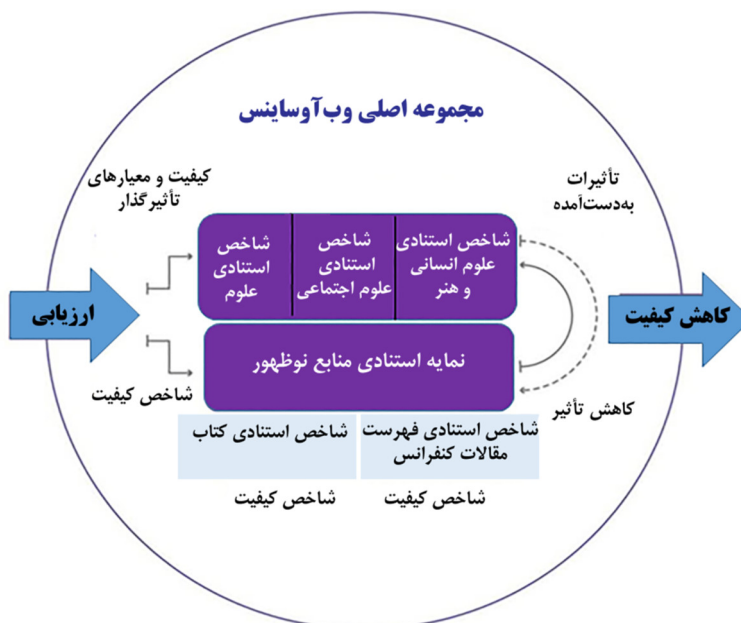 مجموعه اصلی وب‌آوساینس
کیفیت و معیارهای
تأثیرگذار
تأثیرات
به‌دست‌آمده
شاخص استنادی
علوم انسانی
و هنر
شاخص
استنادی
علوم اجتماعی
شاخص
استنادی
علوم
ارزیابی
کاهش کیفیت
نمایه استنادی منابع نوظهور
شاخص کیفیت
کاهش تأثیر
شاخص استنادی فهرست
مقالات کنفرانس
شاخص استنادی کتاب
شاخص کیفیت
شاخص کیفیت